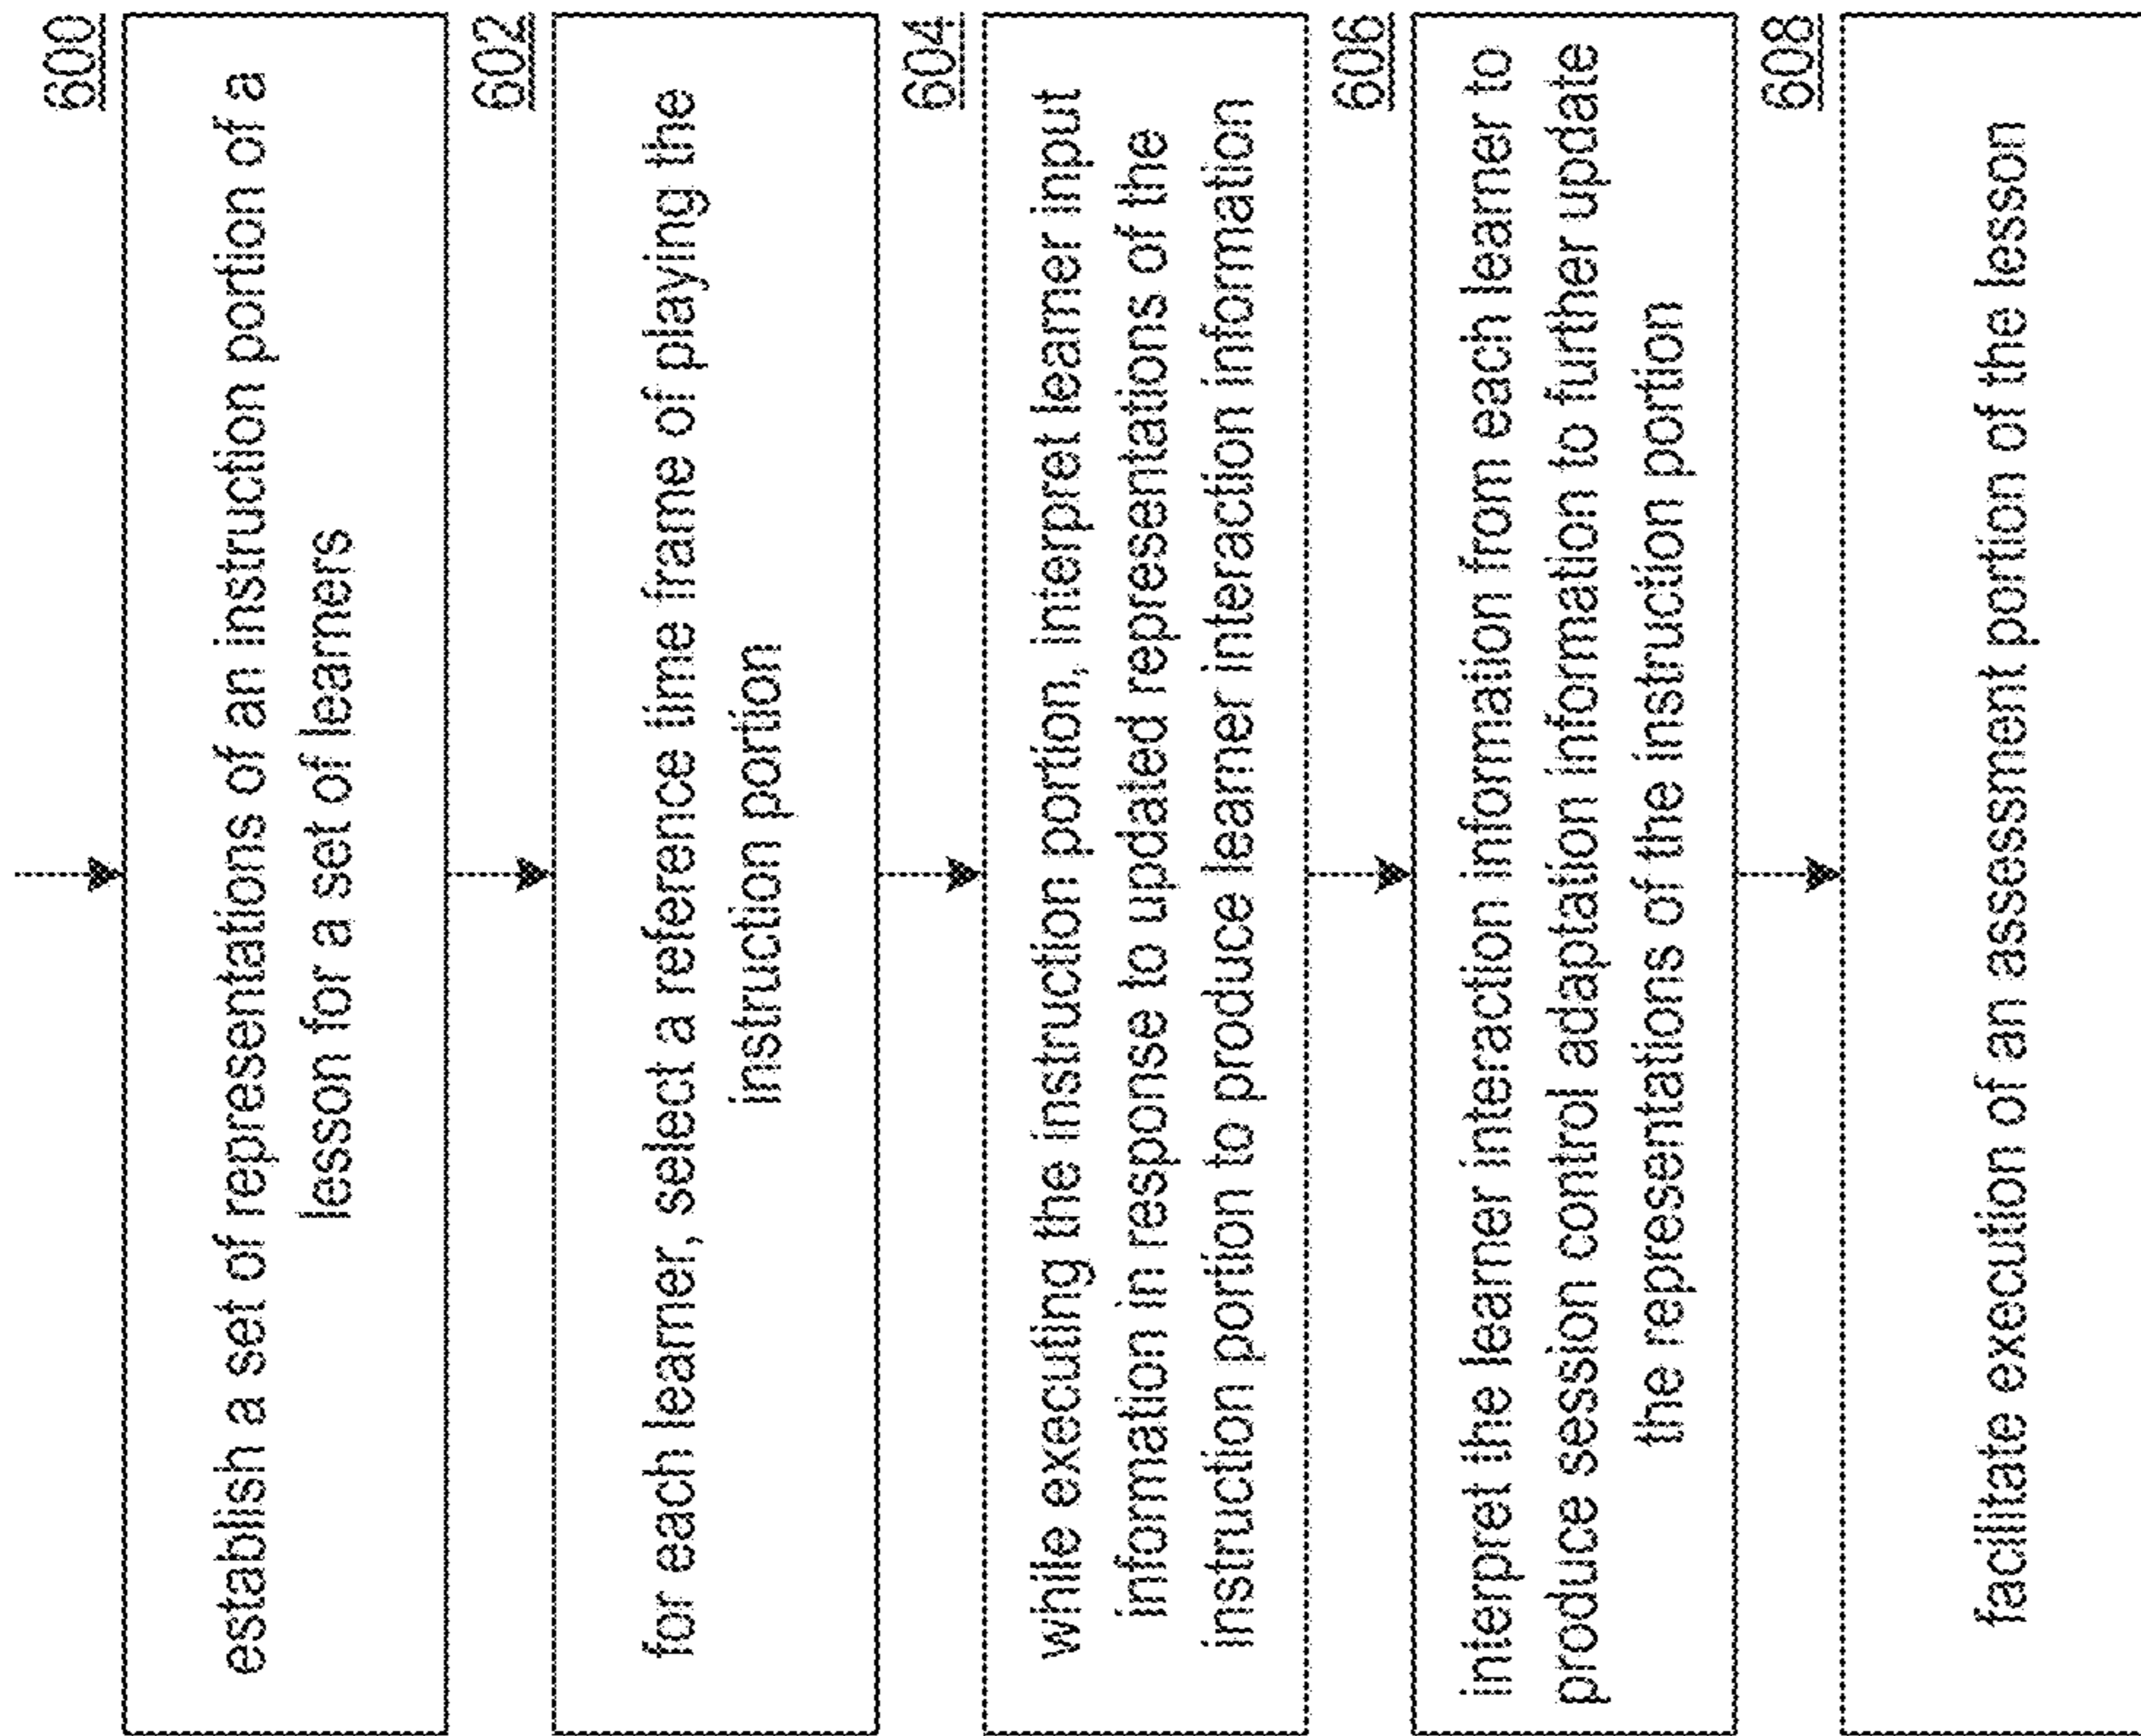 600
establish a set of representations of an instruction portion of a
lesson for a set of learners
602
for each learner, select a reference time frame of playing the
instruction portion
604
while executing the instruction portion, interpret learner input
information in response to updated representations of the
instruction portion to produce learner interaction information
606
interpret the learner interaction information from each learner to
produce session control adaptation information to further update
the representations of the instruction portion
608
facilitate execution of an assessment portion of the lesson